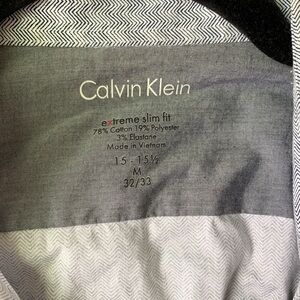 Calvin Klein
extreme slim fit
78% Cotton 19% Polyester
3% Elastane
Made in Vietnam
15 - 15½
M
32/33